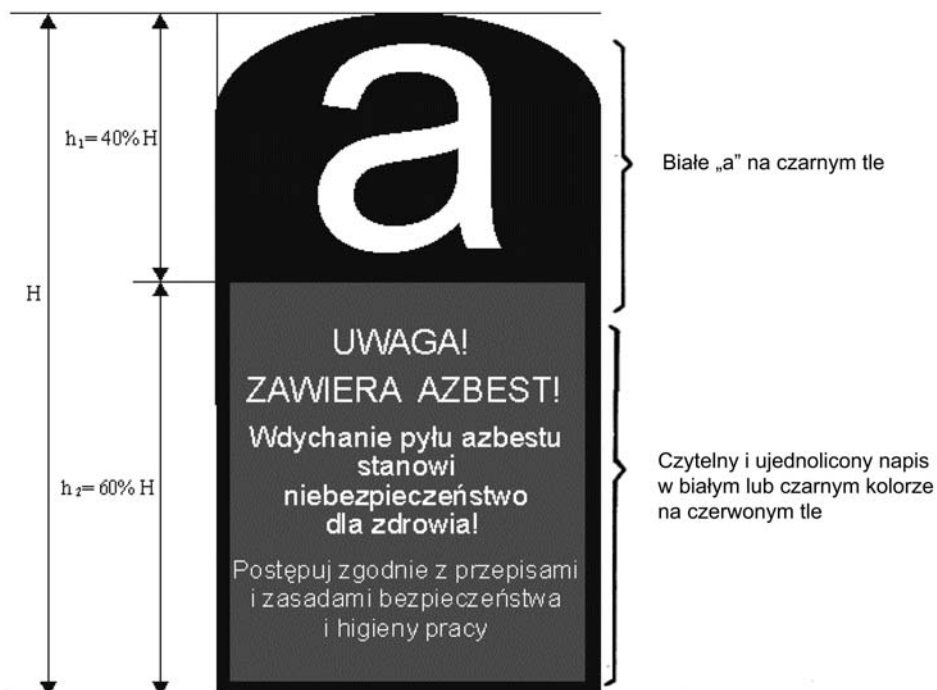 a
h₁=40% H
Białe „a” na czarnym tle
H
UWAGA!
ZAWIERA AZBEST!
Wdychanie pyłu azbestu
stanowi
niebezpieczeństwo
dla zdrowia!
Postępuj zgodnie z przepisami
i zasadami bezpieczeństwa
i higieny pracy
h₂=60% H
Czytelny i ujednolicony napis
w białym lub czarnym kolorze
na czerwonym tle